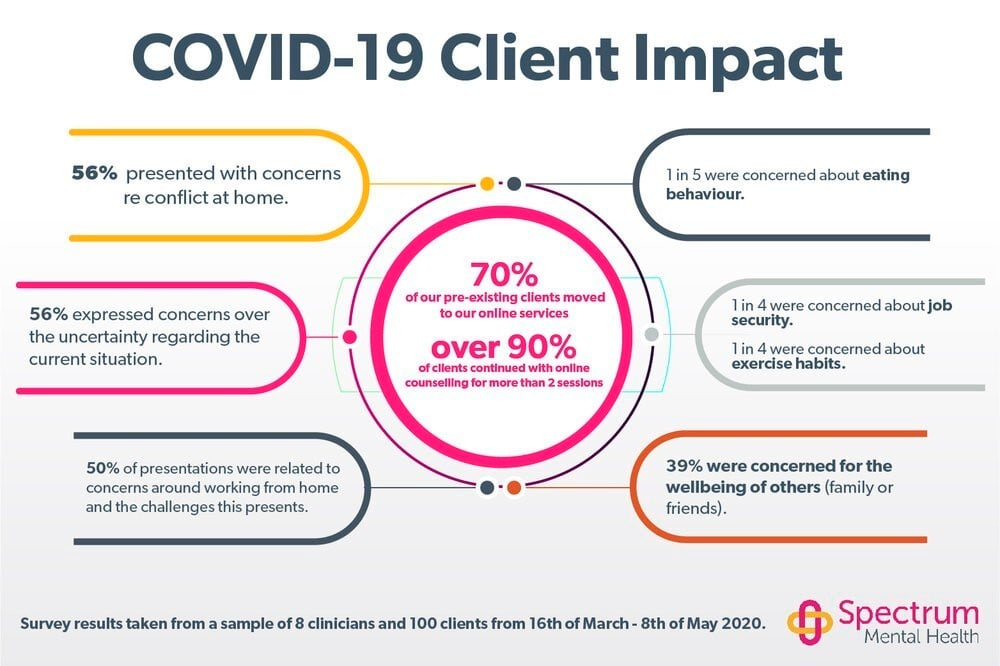 COVID-19 Client Impact
56% presented with concerns
re conflict at home.
56% expressed concerns over
the uncertainty regarding the
current situation.
50% of presentations were related to
concerns around working from home
and the challenges this presents.
70%
of our pre-existing clients moved
to our online services
over 90%
of clients continued with online
counselling for more than 2 sessions
1 in 5 were concerned about eating
behaviour.
1 in 4 were concerned about job
security.
1 in 4 were concerned about
exercise habits.
39% were concerned for the
wellbeing of others (family or
friends).
Survey results taken from a sample of 8 clinicians and 100 clients from 16th of March - 8th of May 2020.
Spectrum
Mental Health